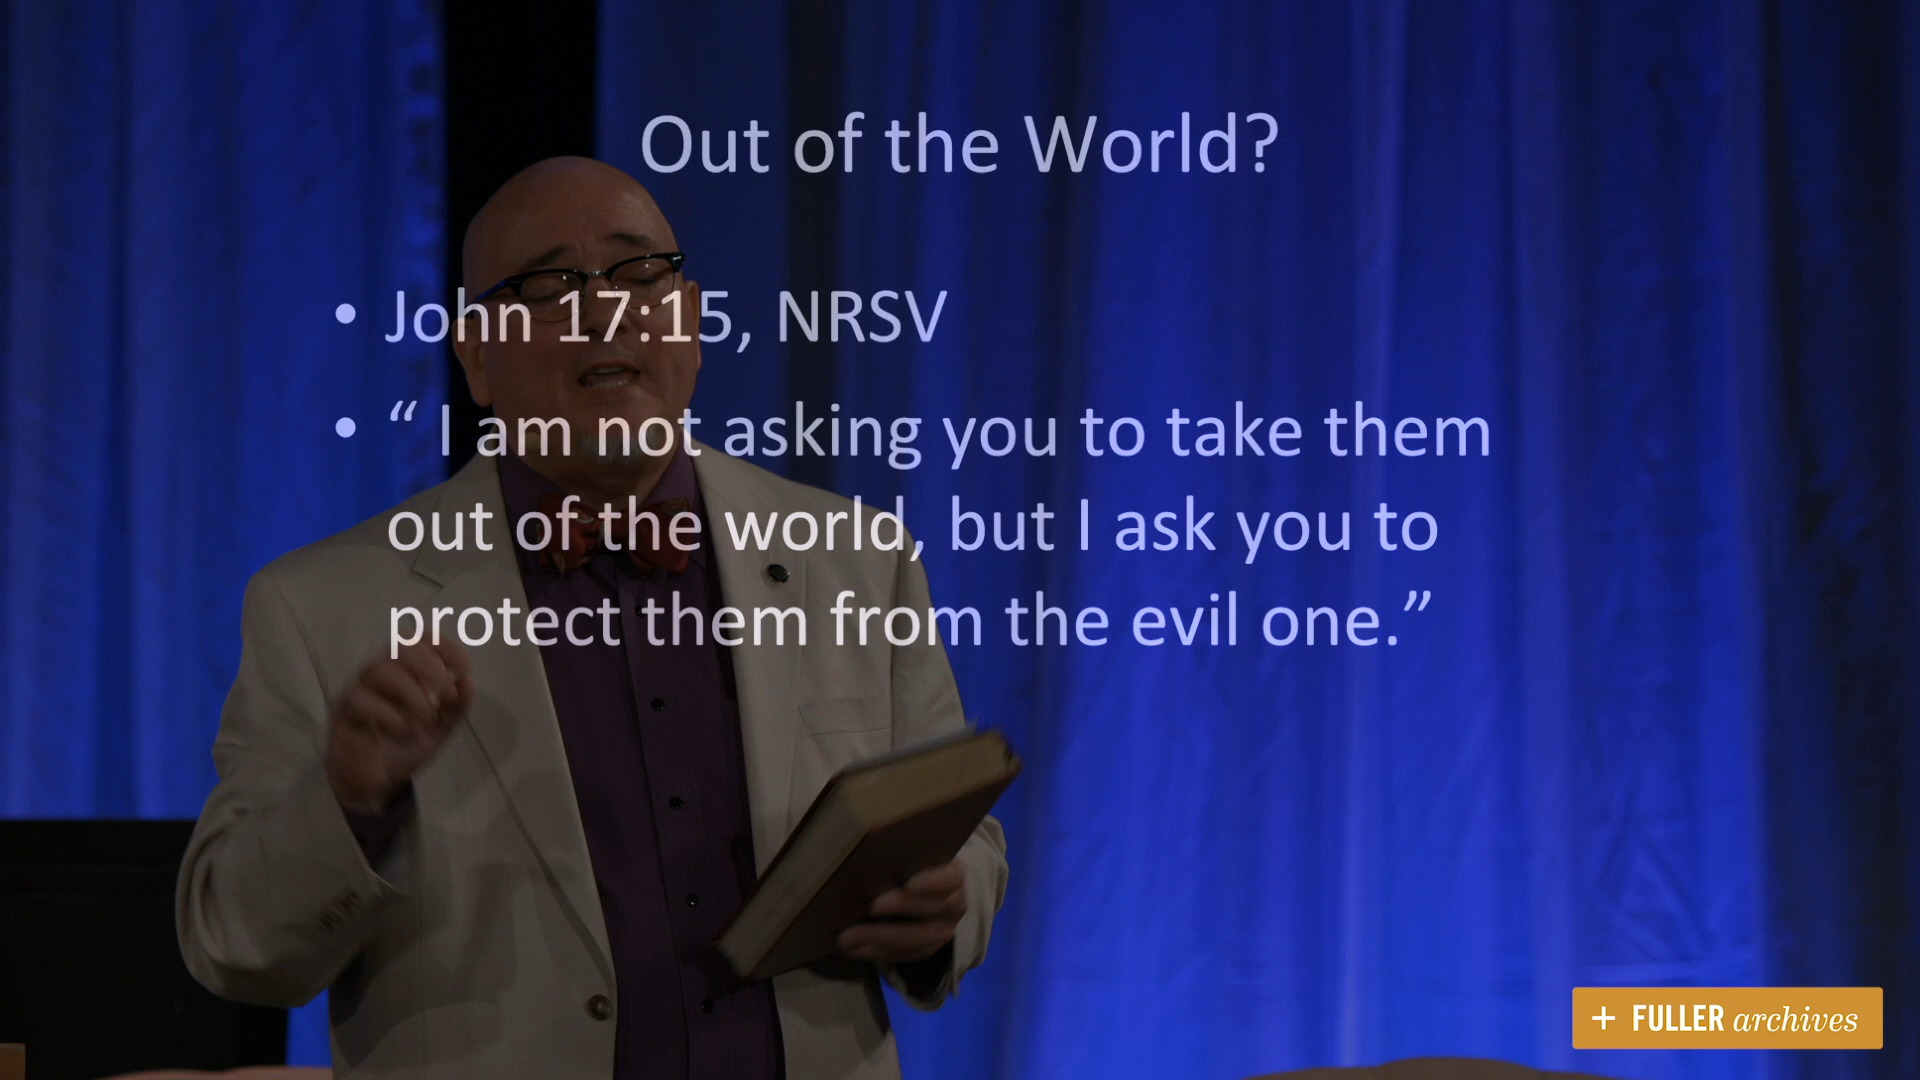 Out of the World?
• John 17:15, NRSV
• “ I am not asking you to take them
out of the world, but I ask you to
protect them from the evil one.”
+ FULLER archives